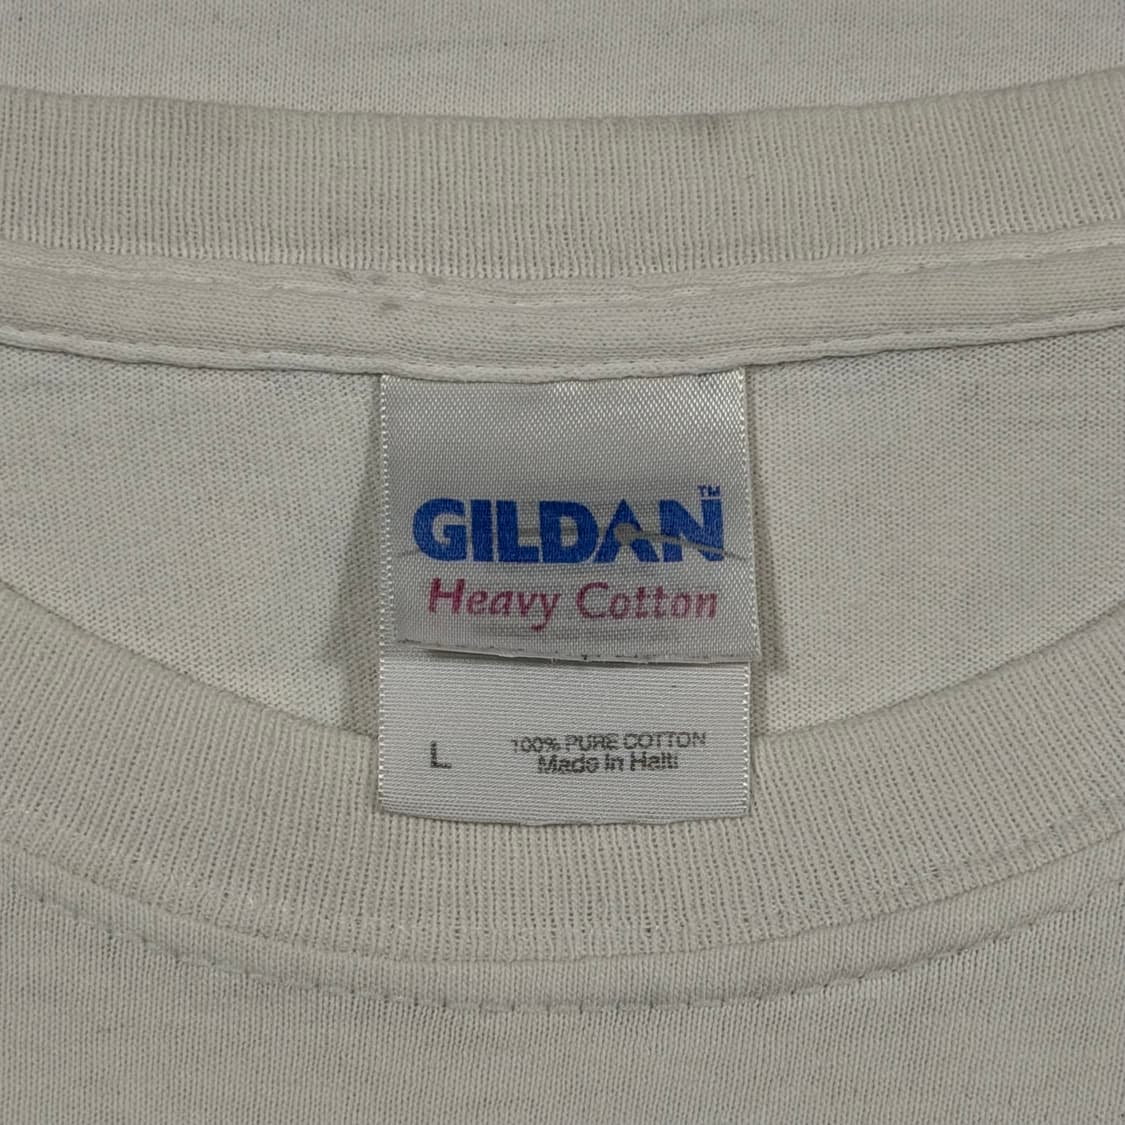 GILDAN™
Heavy Cotton
L
100% PURE COTTON
Made in Haiti